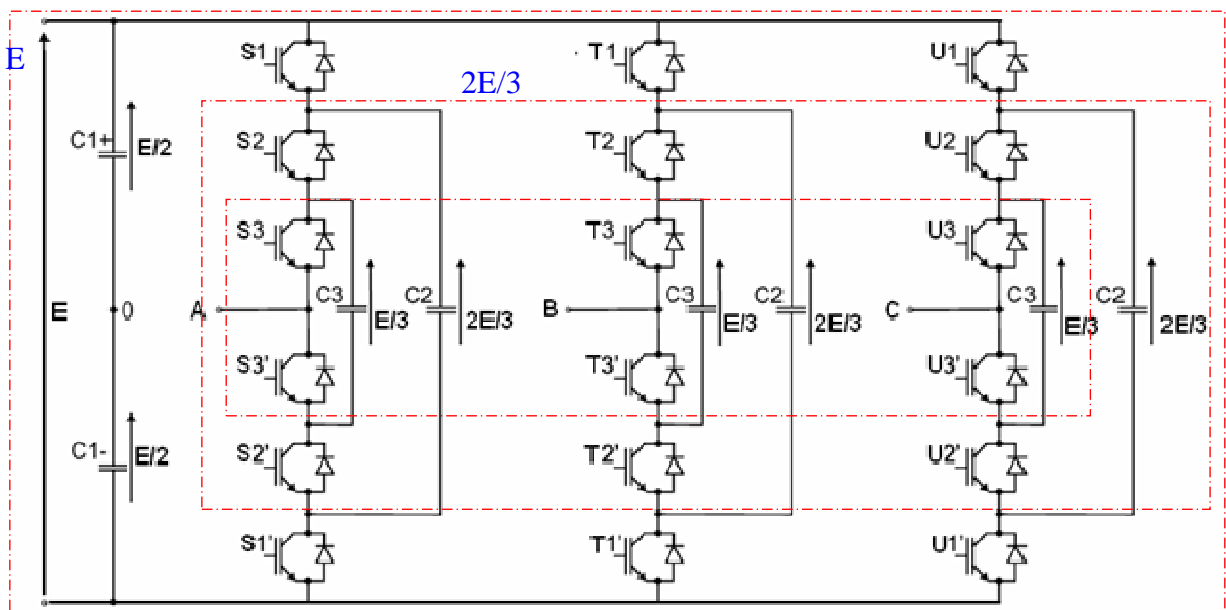 S1 T1 U1
E
2E/3
C1+ E/2 S2 T2 U2
S3 T3 U3
E 0 A C3 E/3 C2 2E/3 B C3 E/3 C2 2E/3 C C3 E/3 C2 2E/3
S3' T3' U3'
C1- E/2 S2' T2' U2'
S1' T1' U1'